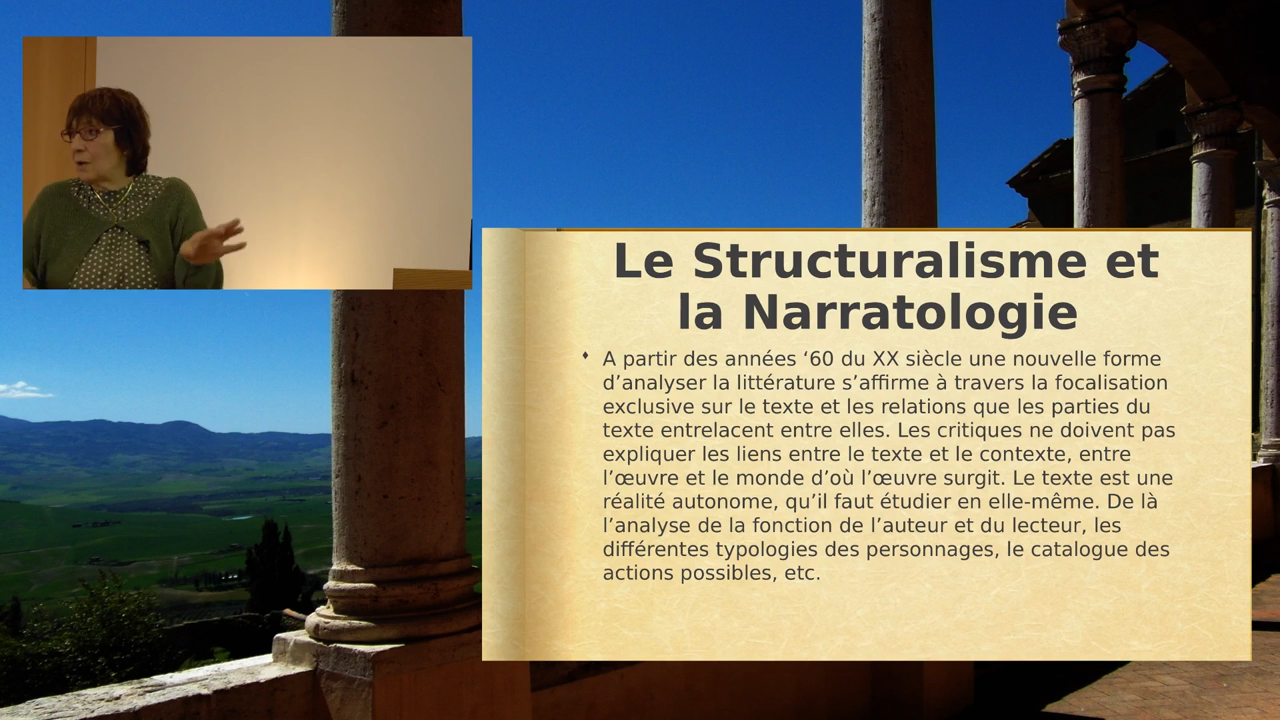 Le Structuralisme et
la Narratologie
A partir des années ‘60 du XX siècle une nouvelle forme
d’analyser la littérature s’affirme à travers la focalisation
exclusive sur le texte et les relations que les parties du
texte entrelacent entre elles. Les critiques ne doivent pas
expliquer les liens entre le texte et le contexte, entre
l’œuvre et le monde d’où l’œuvre surgit. Le texte est une
réalité autonome, qu’il faut étudier en elle-même. De là
l’analyse de la fonction de l’auteur et du lecteur, les
différentes typologies des personnages, le catalogue des
actions possibles, etc.